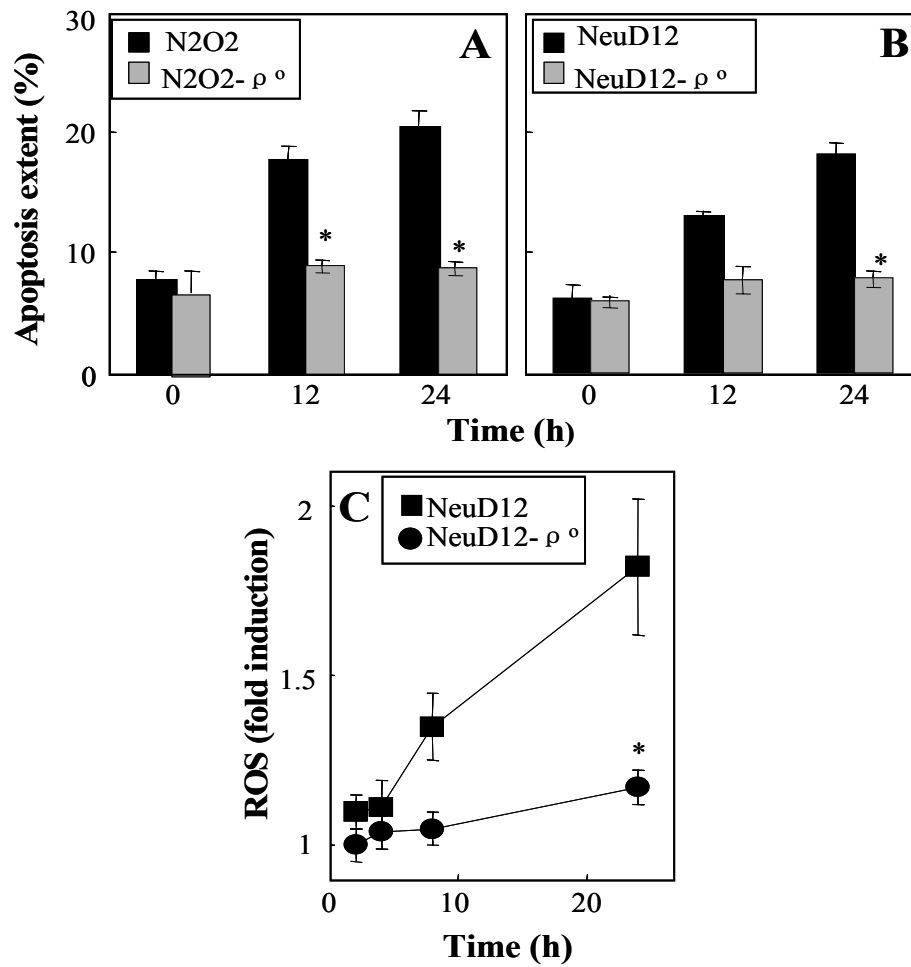 30
20
10
0
Apoptosis extent (%)
N2O2
N2O2- ρ º
A
*
*
0
12
24
NeuD12
NeuD12- ρ º
B
*
0
12
24
Time (h)
C
NeuD12
NeuD12- ρ º
2
1.5
1
ROS (fold induction)
*
0
10
20
Time (h)